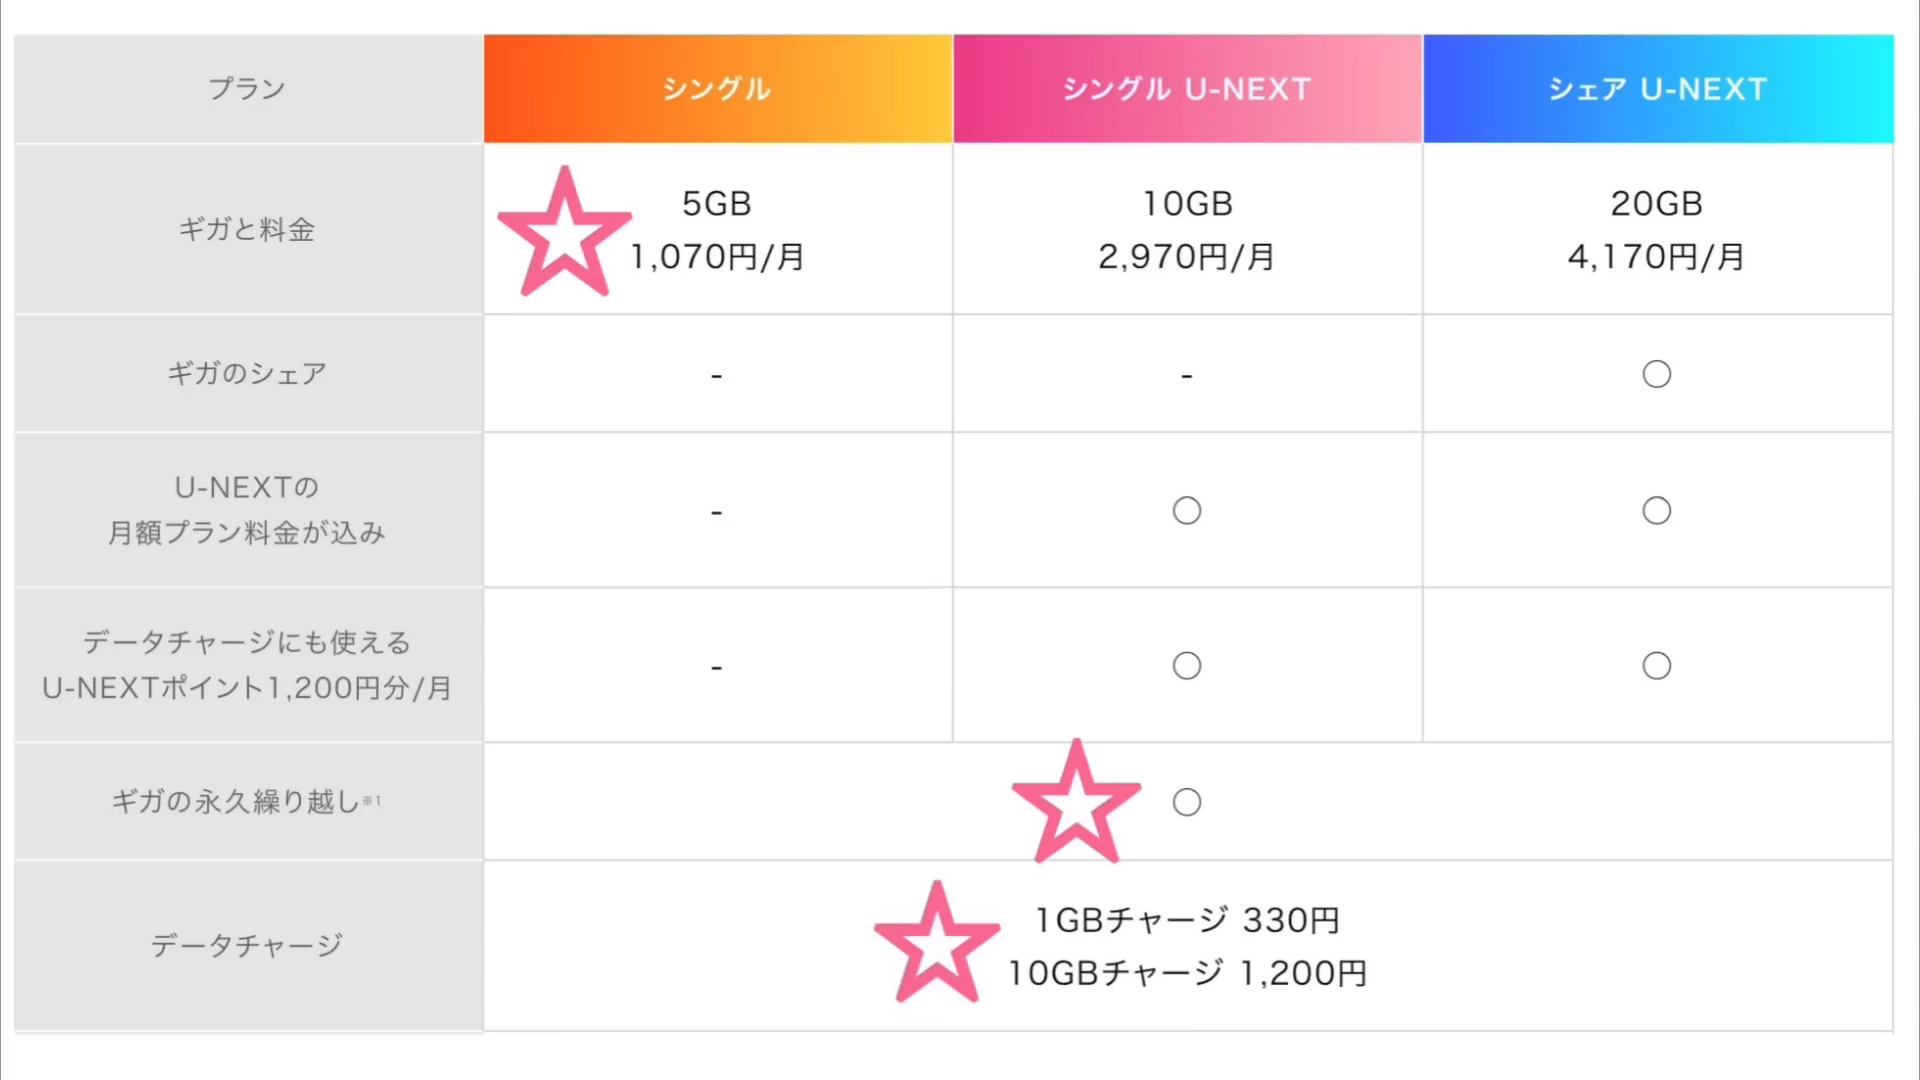 プラン
シングル
シングル U-NEXT
シェア U-NEXT
ギガと料金
5GB
1,070円/月
10GB
2,970円/月
20GB
4,170円/月
ギガのシェア
-
-
○
U-NEXTの
月額プラン料金が込み
-
○
○
データチャージにも使える
U-NEXTポイント1,200円分/月
-
○
○
ギガの永久繰り越し※1
○
データチャージ
1GBチャージ 330円
10GBチャージ 1,200円